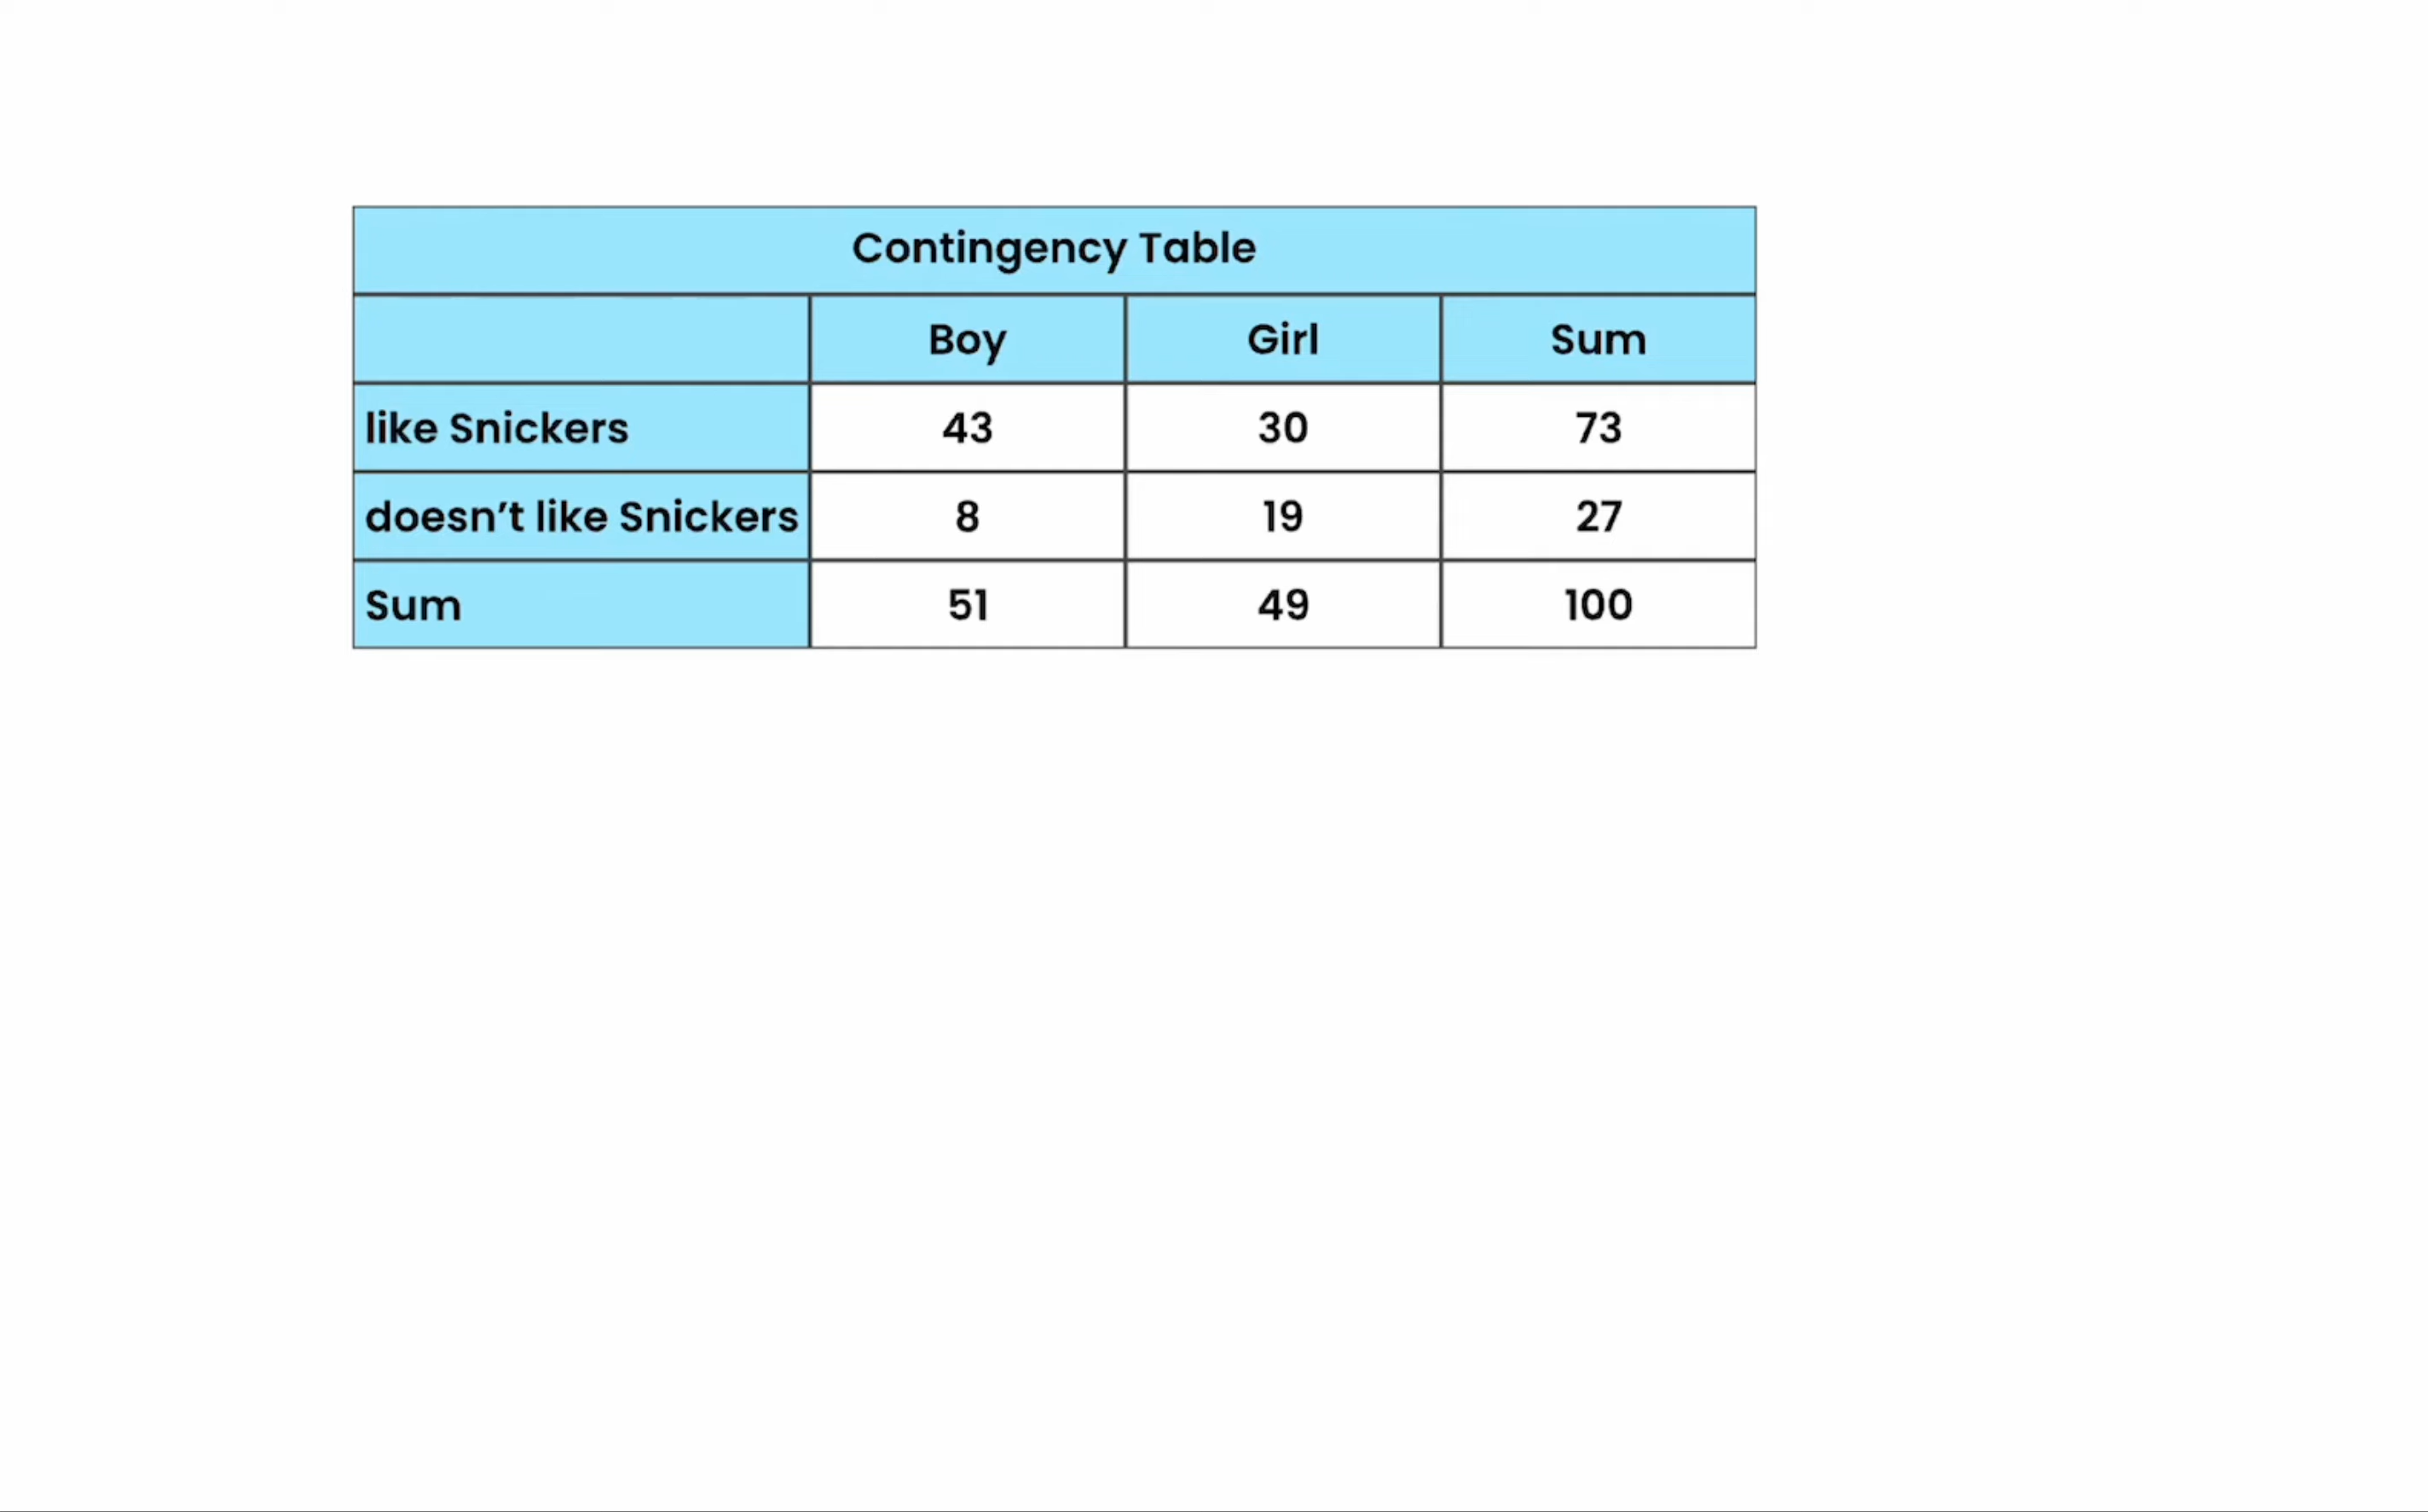 Contingency Table
Boy Girl Sum
like Snickers 43 30 73
doesn’t like Snickers 8 19 27
Sum 51 49 100